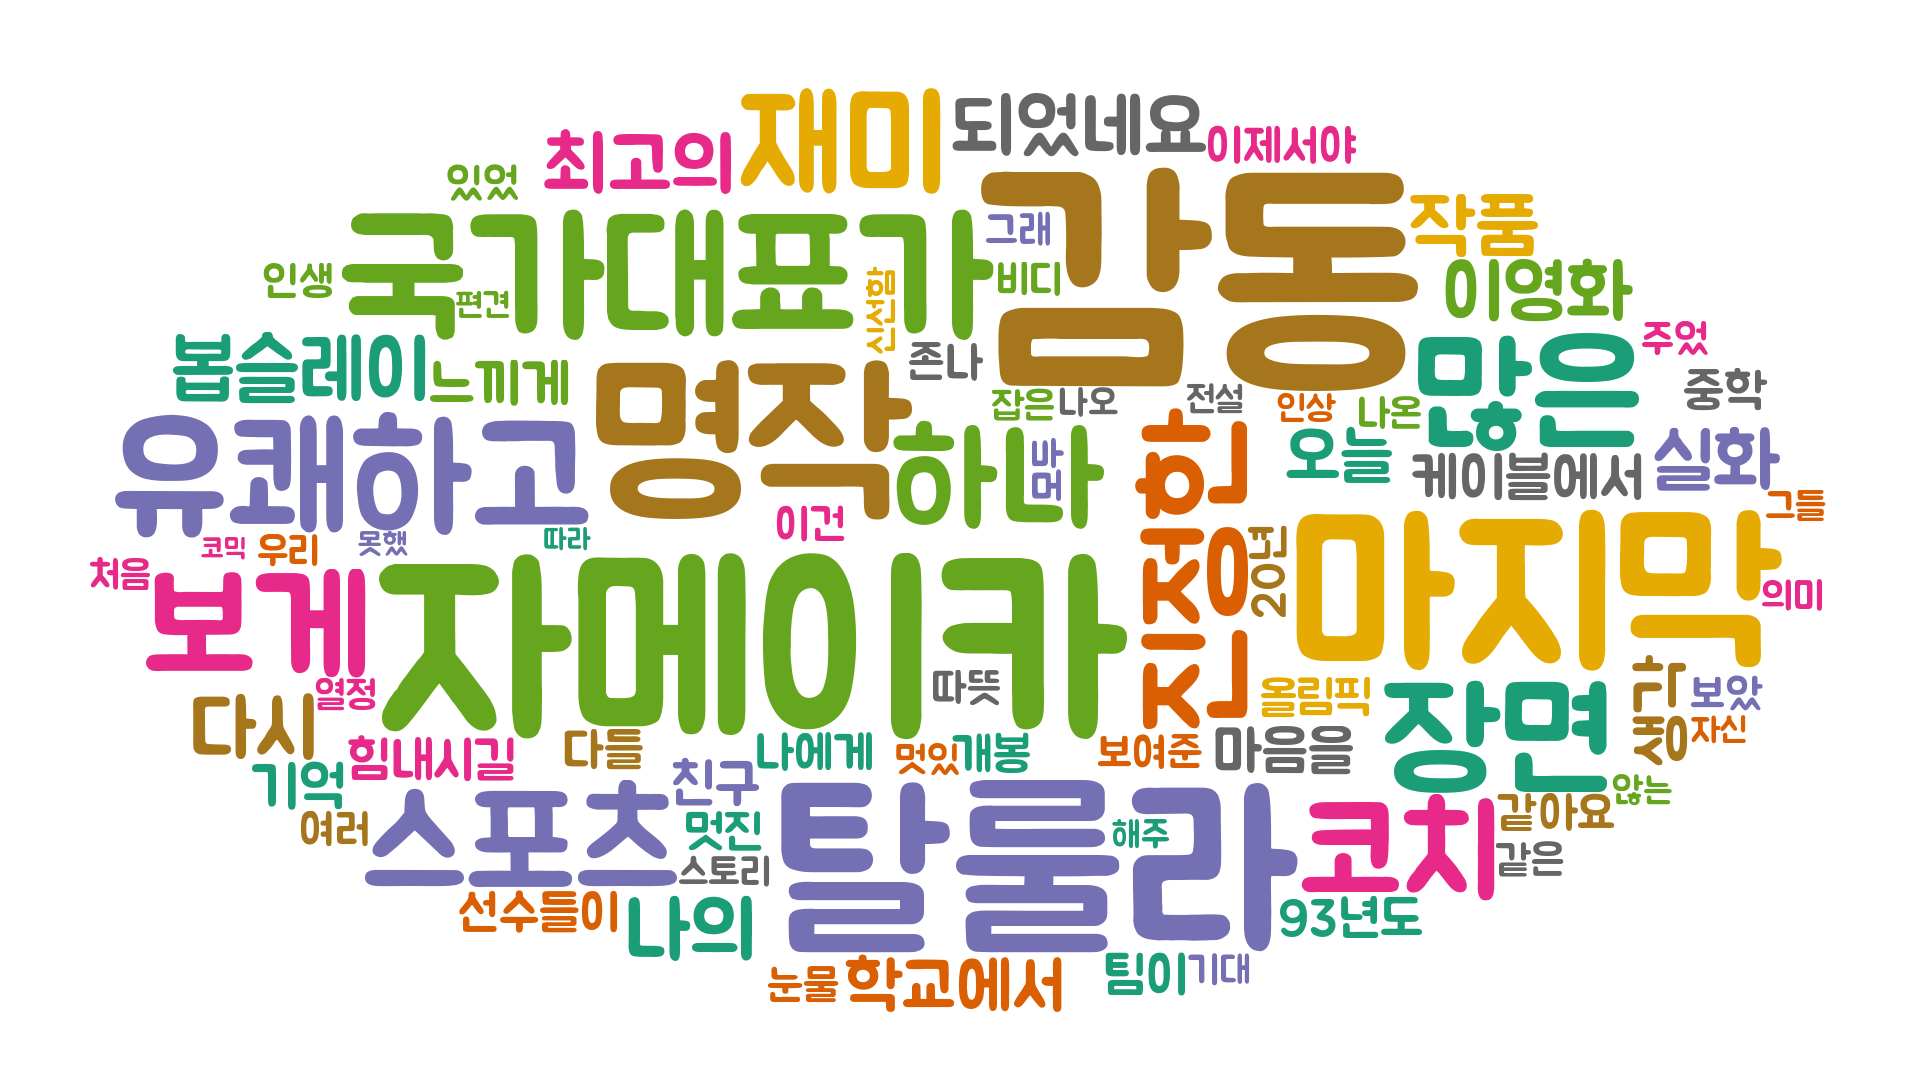 재미
되었네요
최고의
이제서야
있었
감동
작품
국가대표가
그래
인생
편견
신선함
비디
이영화
봅슬레이
느끼게
존나
많은
주었
중학
명작
잡은
나오
전설
인상
나온
유쾌하고
하나
바
머
진정한
오늘
케이블에서
실화
그들
이건
코믹
우리
못했
따라
처음
보게
자메이카
20년
마지막
의미
열정
따뜻
올림픽
장면
생각
보았
자신
다시
힘내시길
다들
나에게
멋있
개봉
보여준
마음을
기억
친구
않는
여러
스포츠
멋진
스토리
탈룰라
해주
코치
같아요
같은
선수들이
나의
93년도
눈물
학교에서
팀이
기대